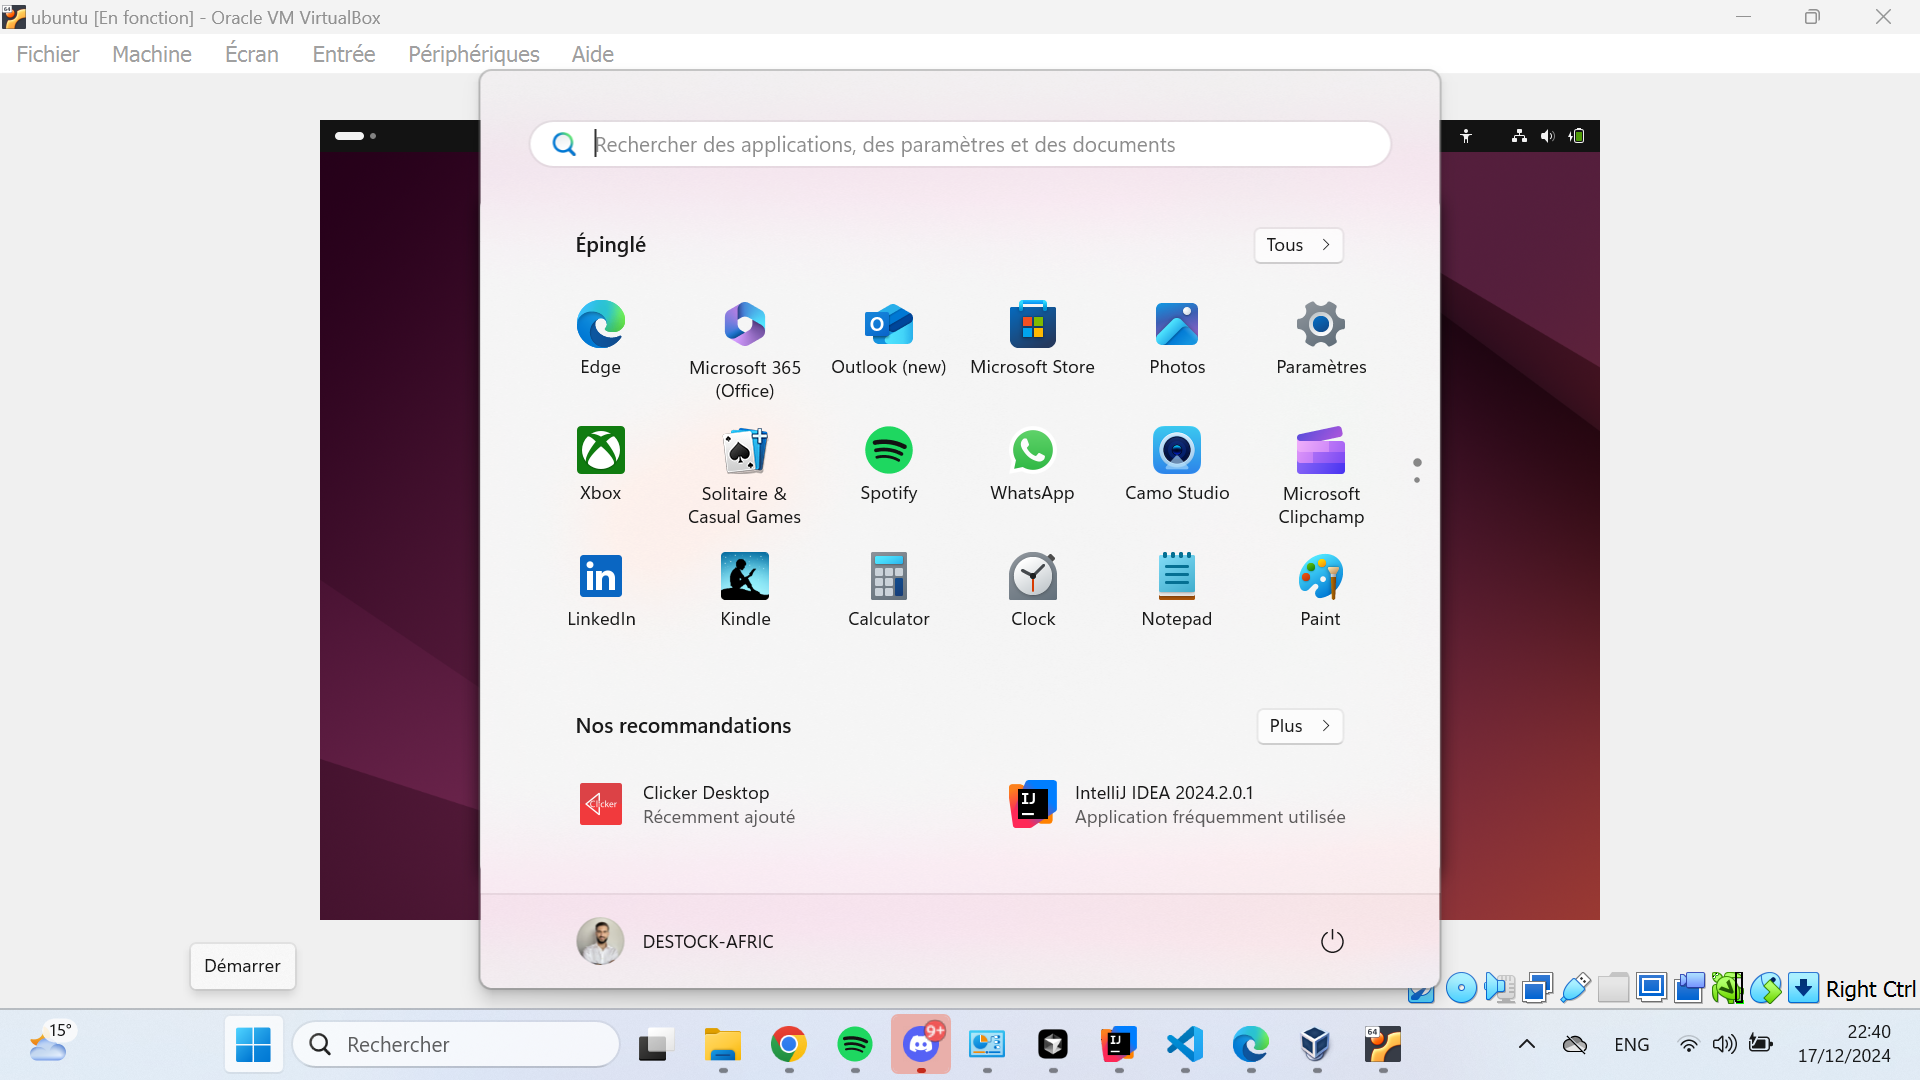 ubuntu [En fonction] - Oracle VM VirtualBox
Fichier Machine Écran Entrée Périphériques Aide
Rechercher des applications, des paramètres et des documents
Épinglé
Tous
Edge
Microsoft 365
(Office)
Outlook (new)
Microsoft Store
Photos
Paramètres
Xbox
Solitaire &
Casual Games
Spotify
WhatsApp
Camo Studio
Microsoft
Clipchamp
LinkedIn
Kindle
Calculator
Clock
Notepad
Paint
Nos recommandations
Plus
Clicker
Clicker Desktop
Récemment ajouté
IJ
IntelliJ IDEA 2024.2.0.1
Application fréquemment utilisée
DESTOCK-AFRIC
Démarrer
Right Ctrl
15°
Rechercher
9+
IJ
64
ENG
22:40
17/12/2024